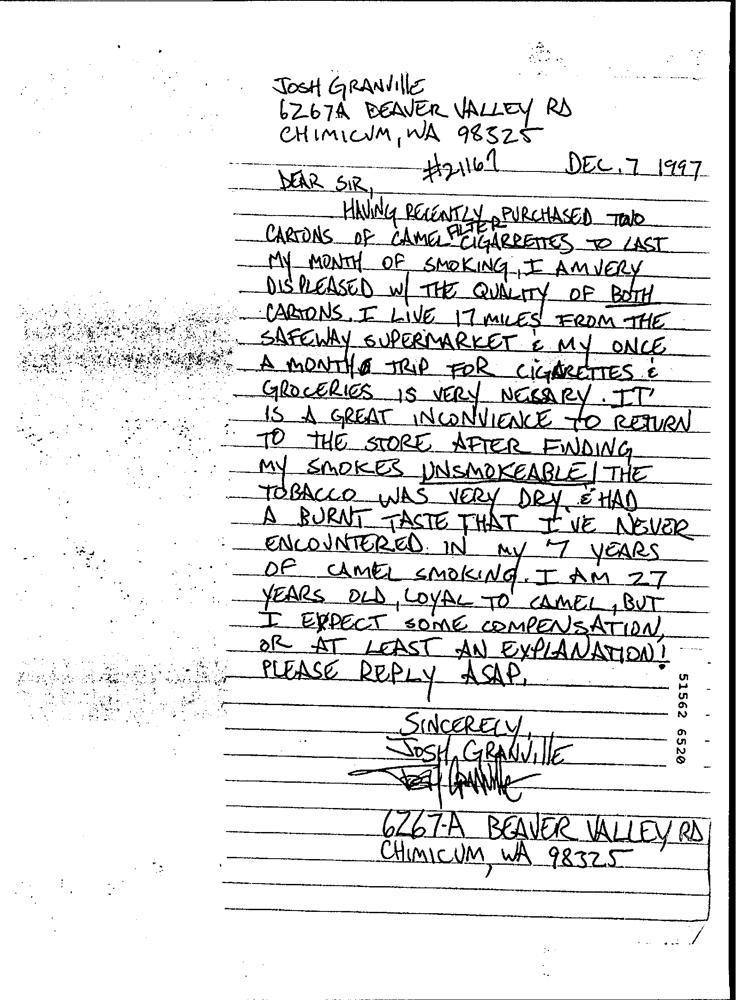 JOSH GRANVILLE
6267A BEAVER VALLEY RD
CHIMICUM, WA 98325
#21167 DEC. 7 1997
DEAR SIR,
HAVING RECENTLY PURCHASED TWO
CARTONS OF CAMEL FILTER CIGARRETTES TO LAST
MY MONTH OF SMOKING, I AM VERY
DISPLEASED W/ THE QUALITY OF BOTH
CARTONS. I LIVE 17 MILES FROM THE
SAFEWAY SUPERMARKET & MY ONCE
A MONTH TRIP FOR CIGARETTES &
GROCERIES IS VERY NESSARY. IT
IS A GREAT INCONVIENCE TO RETURN
TO THE STORE AFTER FINDING
MY SMOKES UNSMOKEABLE! THE
TOBACCO WAS VERY DRY, & HAD
A BURNT TASTE THAT I'VE NEVER
ENCOUNTERED IN MY 7 YEARS
OF CAMEL SMOKING. I AM 27
YEARS OLD, LOYAL TO CAMEL, BUT
I EXPECT SOME COMPENSATION,
OR AT LEAST AN EXPLANATION!
PLEASE REPLY ASAP.
SINCERELY,
JOSH GRANVILLE
Josh Granville
6267-A BEAVER VALLEY RD
CHIMICUM, WA 98325
51562 6520